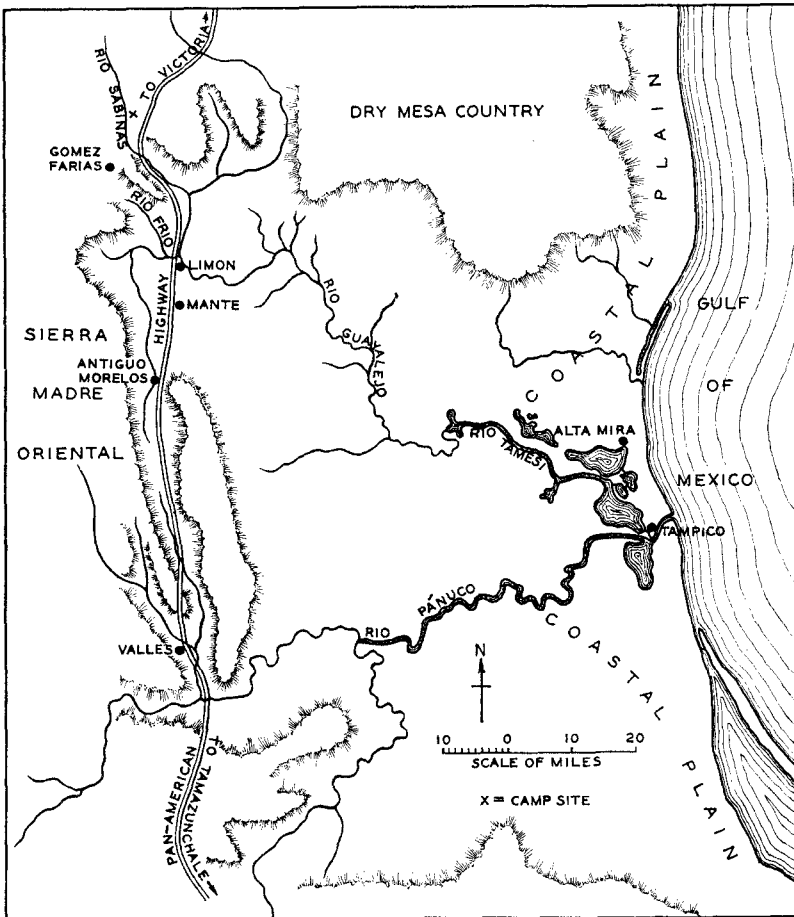 RIO SABINAS
X
TO VICTORIA
GOMEZ
FARIAS
RIO FRIO
LIMON
HIGHWAY
MANTE
SIERRA
MADRE
ORIENTAL
ANTIGUO
MORELOS
DRY MESA COUNTRY
COASTAL PLAIN
GULF
OF
MEXICO
RIO
GUAYALEJO
RIO TAMESI
ALTA MIRA
TAMPICO
VALLES
RIO PÁNUCO
COASTAL PLAIN
X
PAN-AMERICAN
TO TAMAZUNCHALE
N
10 0 10 20
SCALE OF MILES
X = CAMP SITE